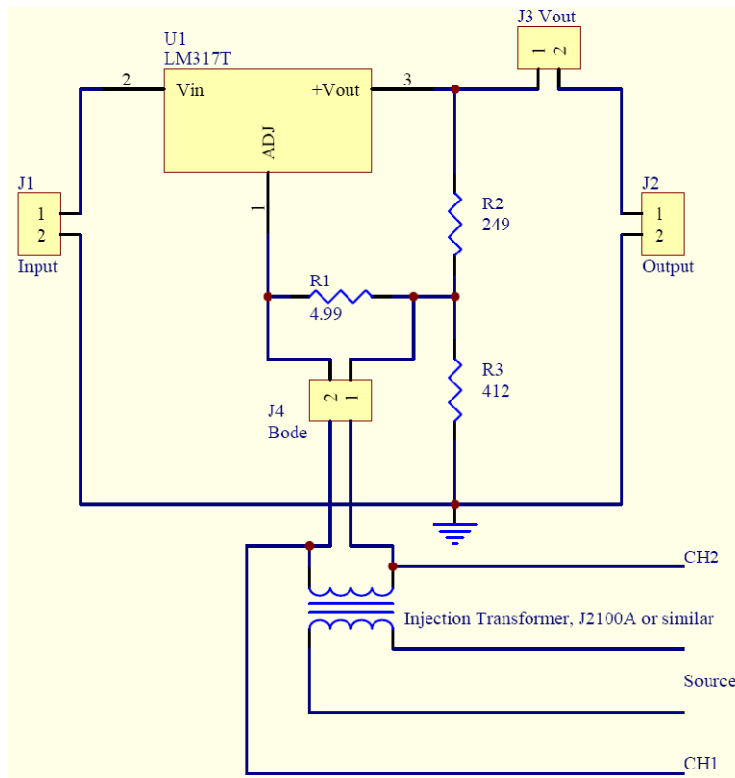 J3 Vout
1 2
U1
LM317T
2
Vin
+Vout
3
ADJ
1
J1
1
2
Input
J2
1
2
Output
R2
249
R1
4.99
R3
412
J4
Bode
2 1
CH2
Injection Transformer, J2100A or similar
Source
CH1